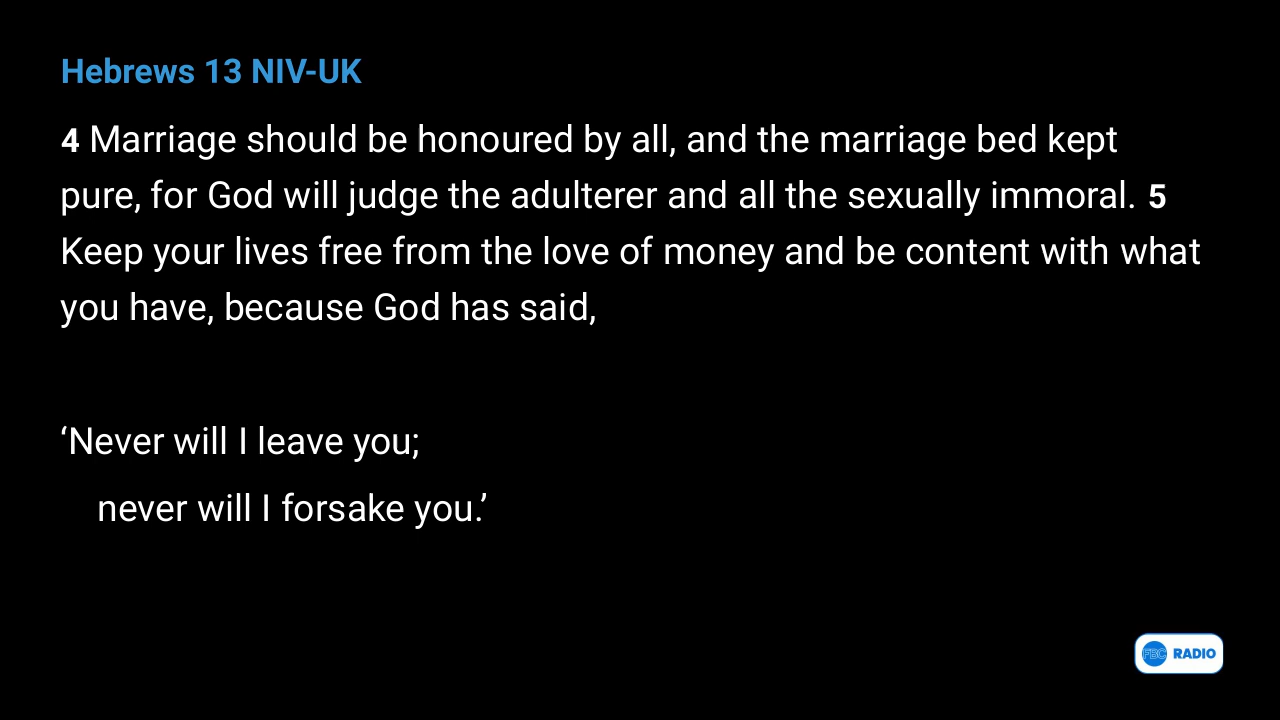 Hebrews 13 NIV-UK
4 Marriage should be honoured by all, and the marriage bed kept
pure, for God will judge the adulterer and all the sexually immoral. 5
Keep your lives free from the love of money and be content with what
you have, because God has said,
‘Never will I leave you;
never will I forsake you.’
FBC RADIO